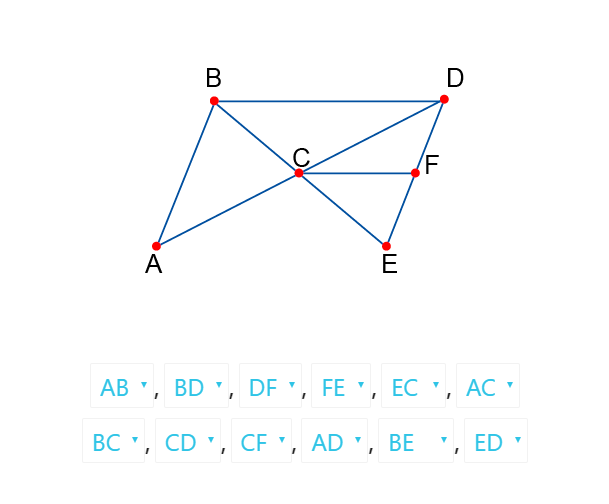 B D
C F
A E
AB, BD, DF, FE, EC, AC
BC, CD, CF, AD, BE, ED